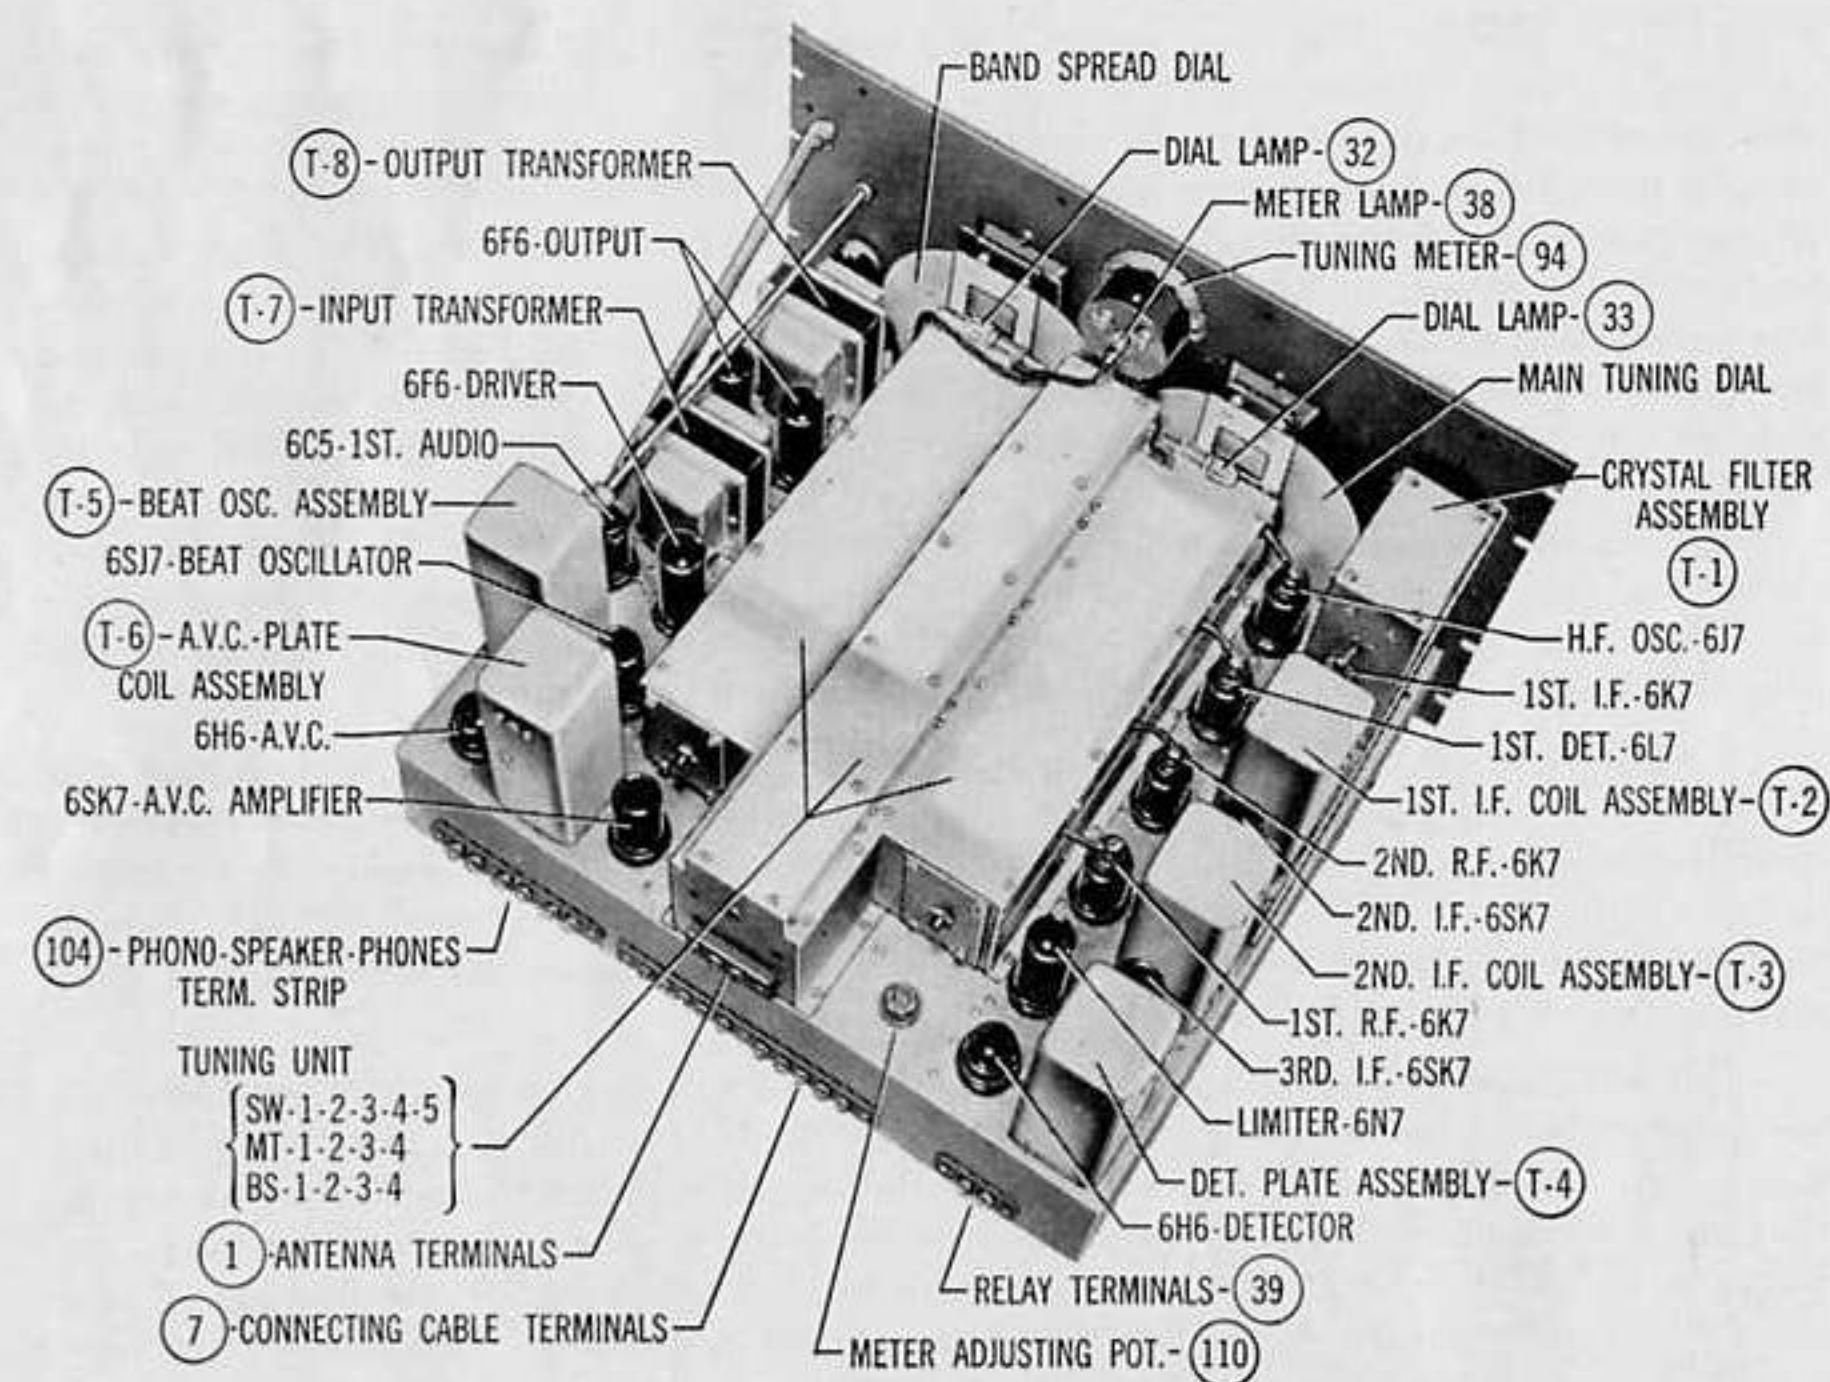 BAND SPREAD DIAL
T-8 - OUTPUT TRANSFORMER
DIAL LAMP- 32
METER LAMP- 38
6F6-OUTPUT
TUNING METER- 94
T-7 - INPUT TRANSFORMER
DIAL LAMP- 33
6F6-DRIVER
MAIN TUNING DIAL
6C5-1ST. AUDIO
CRYSTAL FILTER
ASSEMBLY
T-1
T-5 - BEAT OSC. ASSEMBLY
6SJ7-BEAT OSCILLATOR
T-6 - A.V.C.-PLATE
COIL ASSEMBLY
H.F. OSC.-6J7
1ST. I.F.-6K7
6H6-A.V.C.
1ST. DET.-6L7
6SK7-A.V.C. AMPLIFIER
1ST. I.F. COIL ASSEMBLY- T-2
2ND. R.F.-6K7
2ND. I.F.-6SK7
104 - PHONO-SPEAKER-PHONES
TERM. STRIP
2ND. I.F. COIL ASSEMBLY- T-3
1ST. R.F.-6K7
TUNING UNIT
SW-1-2-3-4-5
MT-1-2-3-4
BS-1-2-3-4
3RD. I.F.-6SK7
LIMITER-6N7
DET. PLATE ASSEMBLY- T-4
6H6-DETECTOR
1 -ANTENNA TERMINALS
RELAY TERMINALS- 39
7 -CONNECTING CABLE TERMINALS
METER ADJUSTING POT.- 110